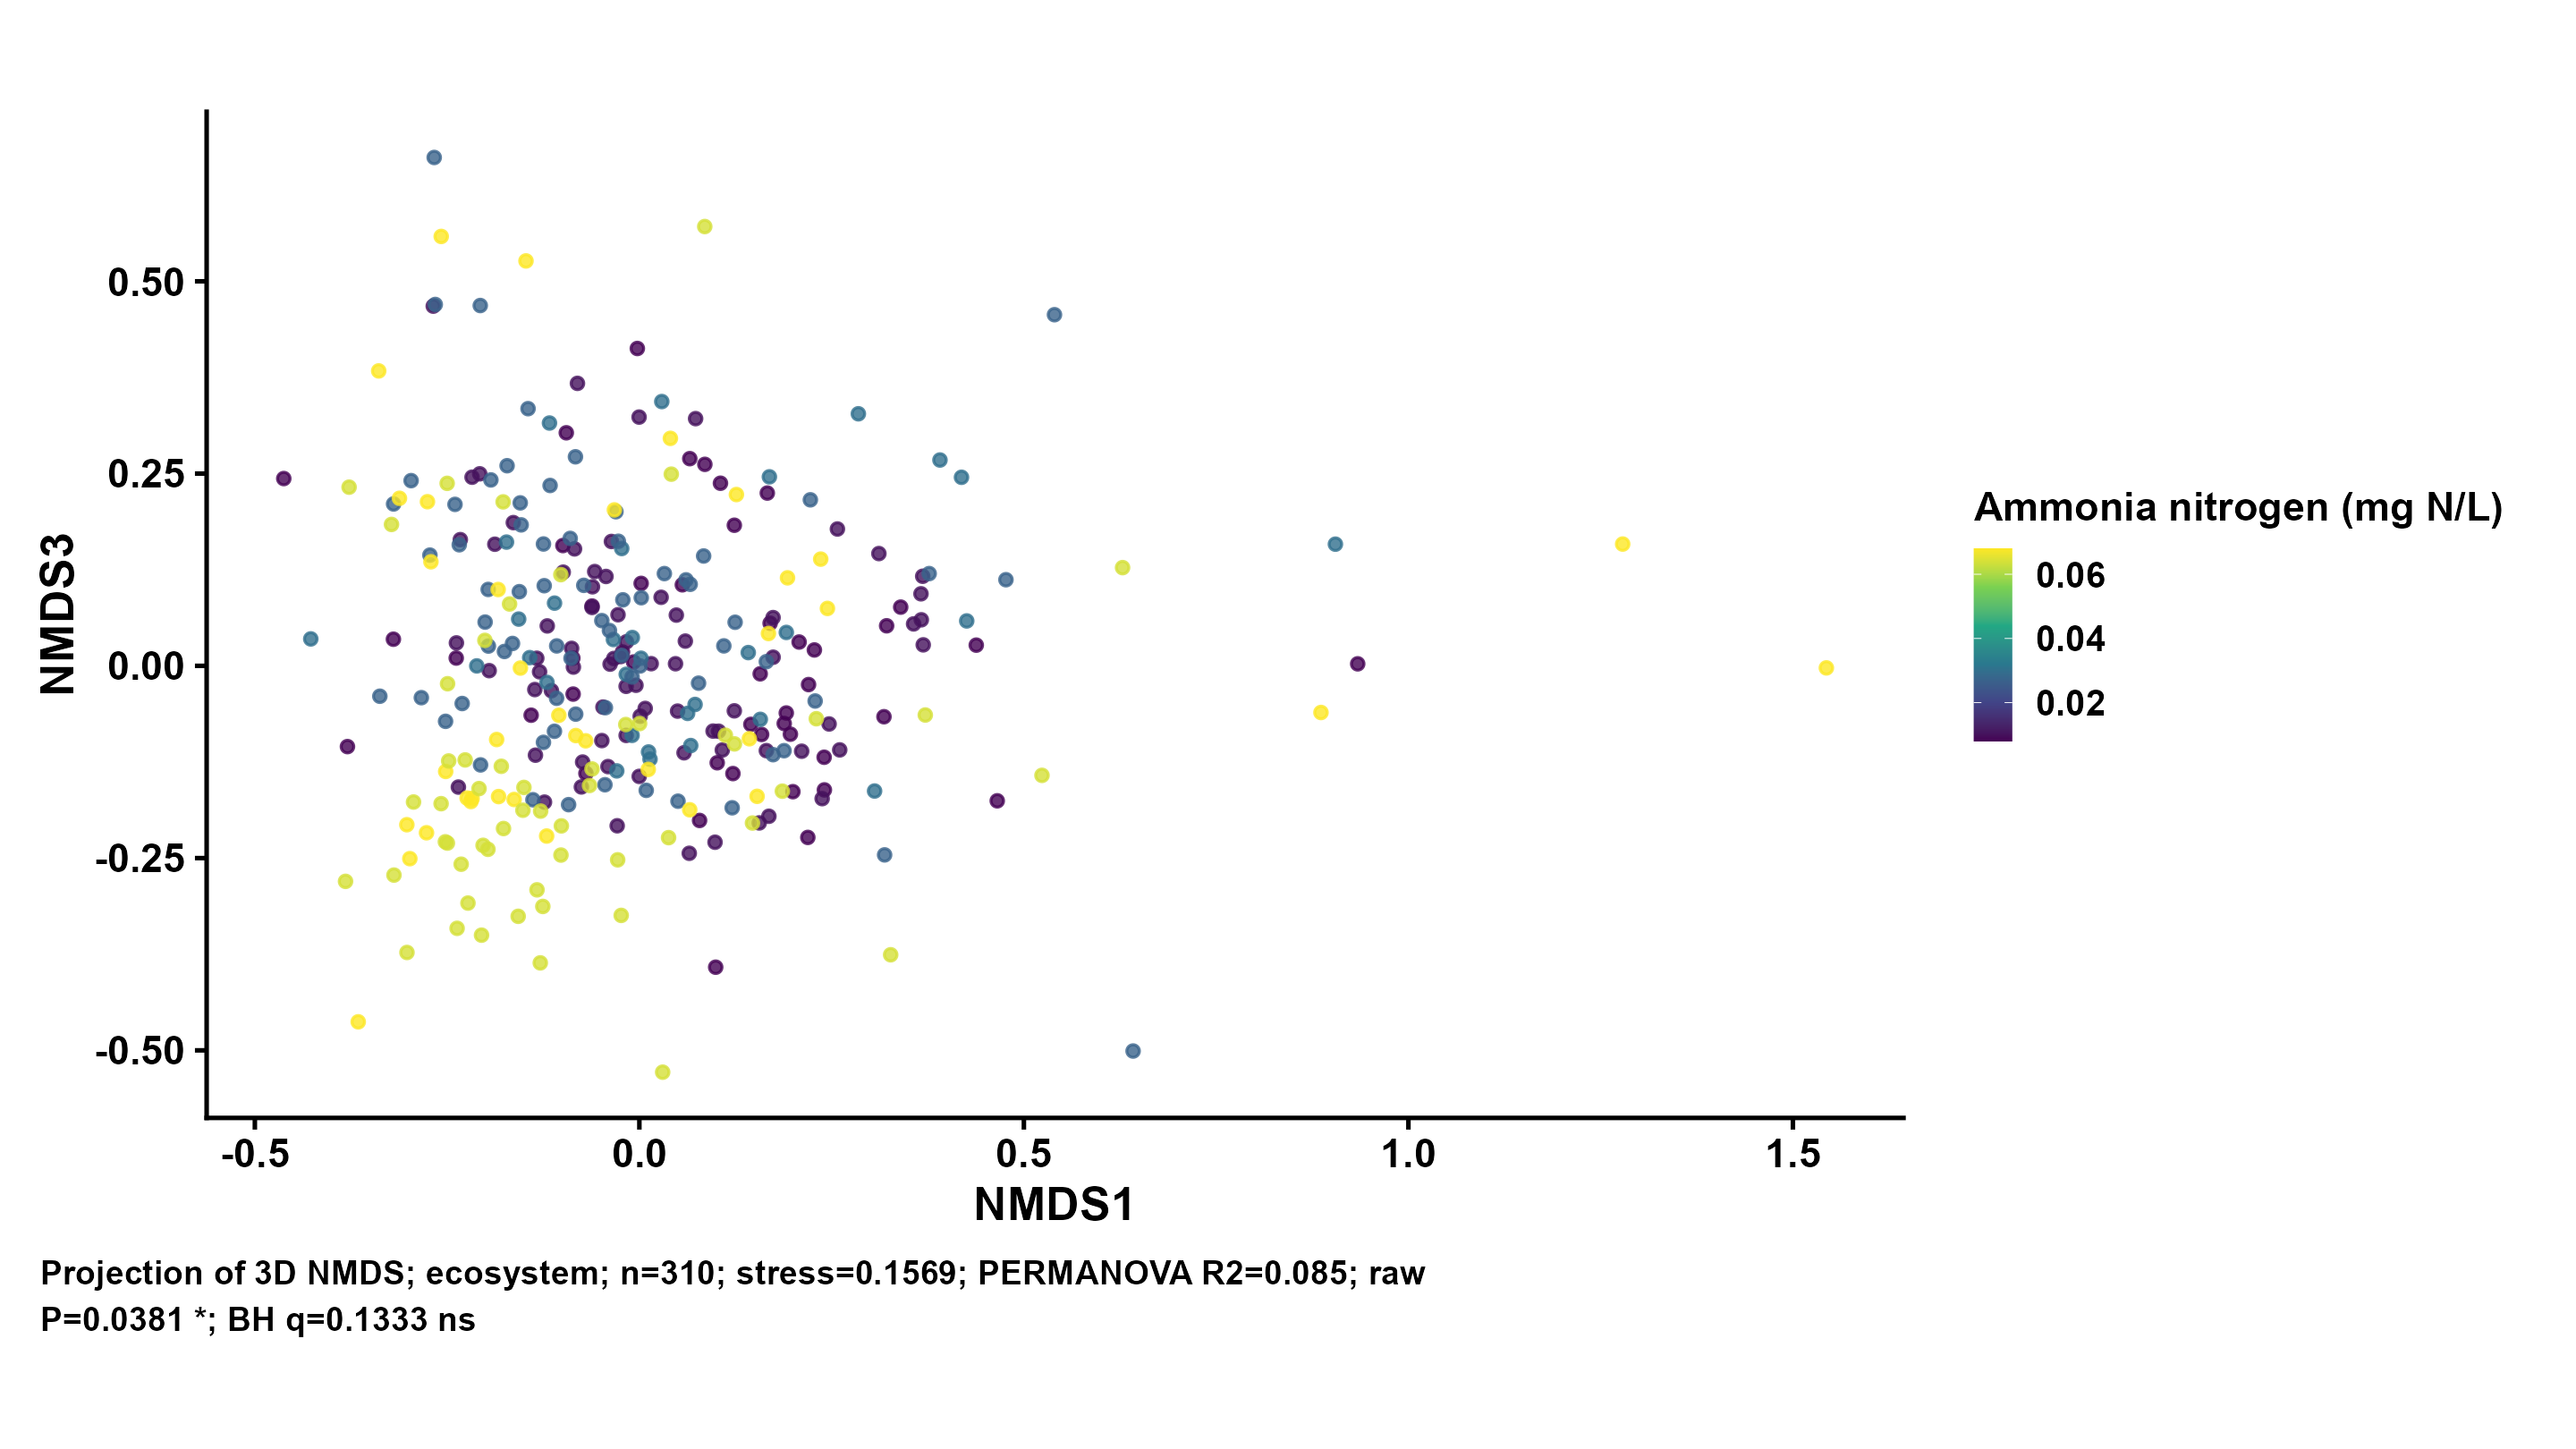 0.50
0.25
0.00
-0.25
-0.50
NMDS3
-0.5 0.0 0.5 1.0 1.5
NMDS1
Ammonia nitrogen (mg N/L)
0.06
0.04
0.02
Projection of 3D NMDS; ecosystem; n=310; stress=0.1569; PERMANOVA R2=0.085; raw
P=0.0381 *; BH q=0.1333 ns